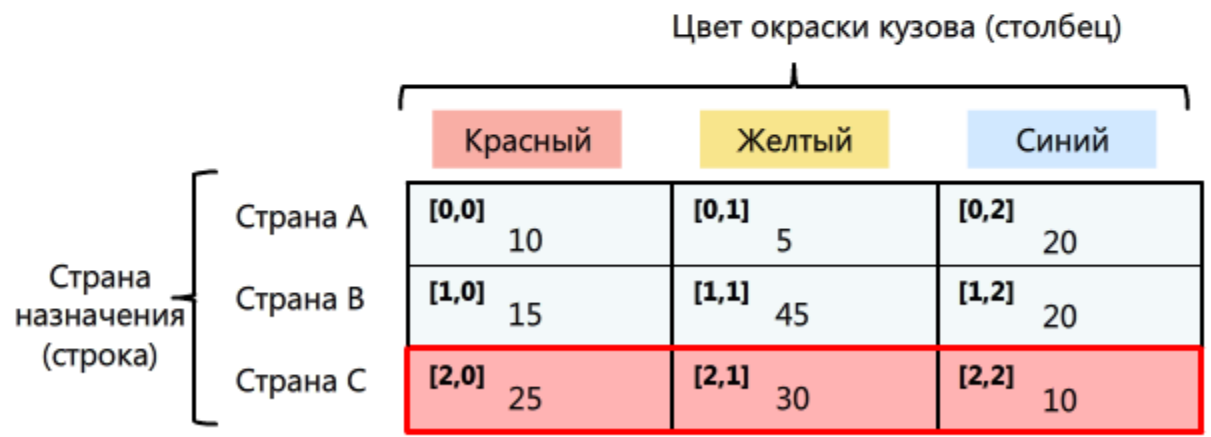 Цвет окраски кузова (столбец)
Красный Желтый Синий
Страна A [0,0] 10 [0,1] 5 [0,2] 20
Страна назначения (строка)
Страна B [1,0] 15 [1,1] 45 [1,2] 20
Страна C [2,0] 25 [2,1] 30 [2,2] 10